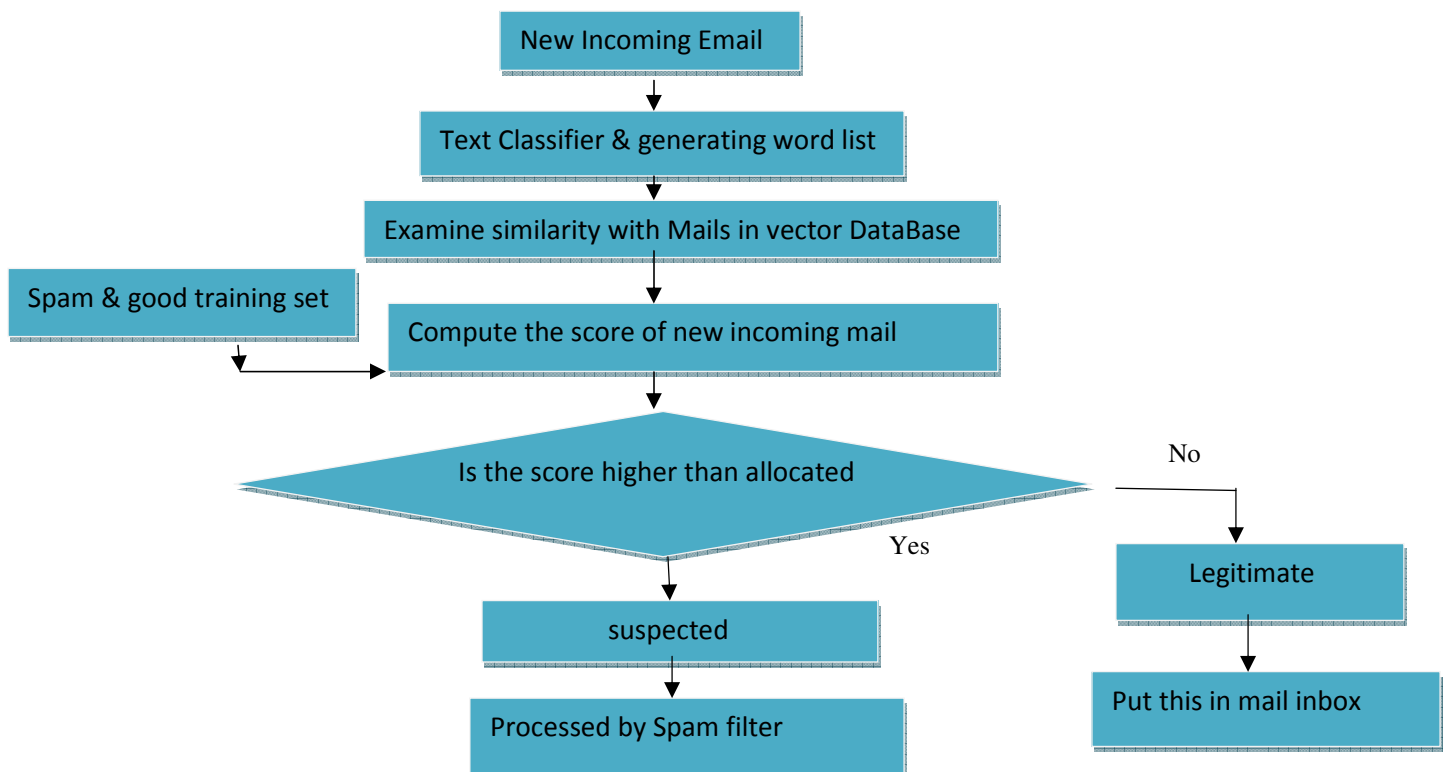 New Incoming Email
Text Classifier & generating word list
Examine similarity with Mails in vector DataBase
Spam & good training set
Compute the score of new incoming mail
Is the score higher than allocated
No
Yes
Legitimate
suspected
Put this in mail inbox
Processed by Spam filter